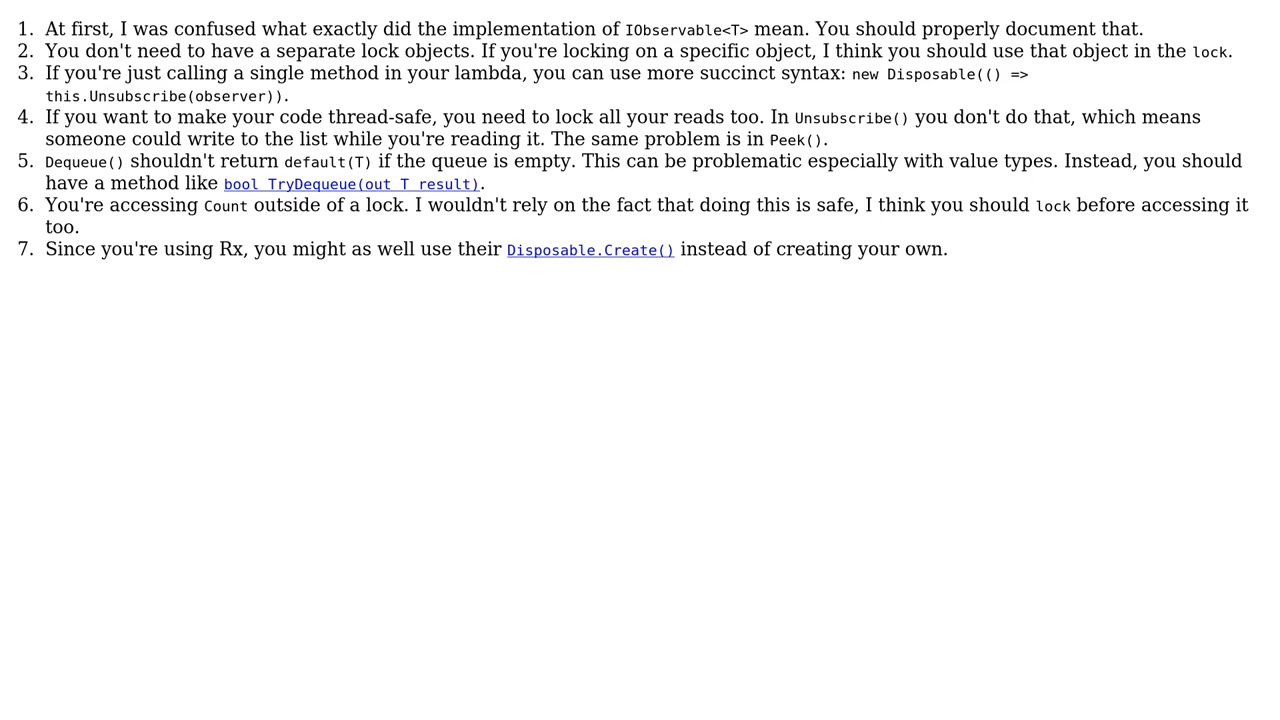 1. At first, I was confused what exactly did the implementation of IObservable<T> mean. You should properly document that.
2. You don't need to have a separate lock objects. If you're locking on a specific object, I think you should use that object in the lock.
3. If you're just calling a single method in your lambda, you can use more succinct syntax: new Disposable(() =>
this.Unsubscribe(observer)).
4. If you want to make your code thread-safe, you need to lock all your reads too. In Unsubscribe() you don't do that, which means
someone could write to the list while you're reading it. The same problem is in Peek().
5. Dequeue() shouldn't return default(T) if the queue is empty. This can be problematic especially with value types. Instead, you should
have a method like bool TryDequeue(out T result).
6. You're accessing Count outside of a lock. I wouldn't rely on the fact that doing this is safe, I think you should lock before accessing it
too.
7. Since you're using Rx, you might as well use their Disposable.Create() instead of creating your own.